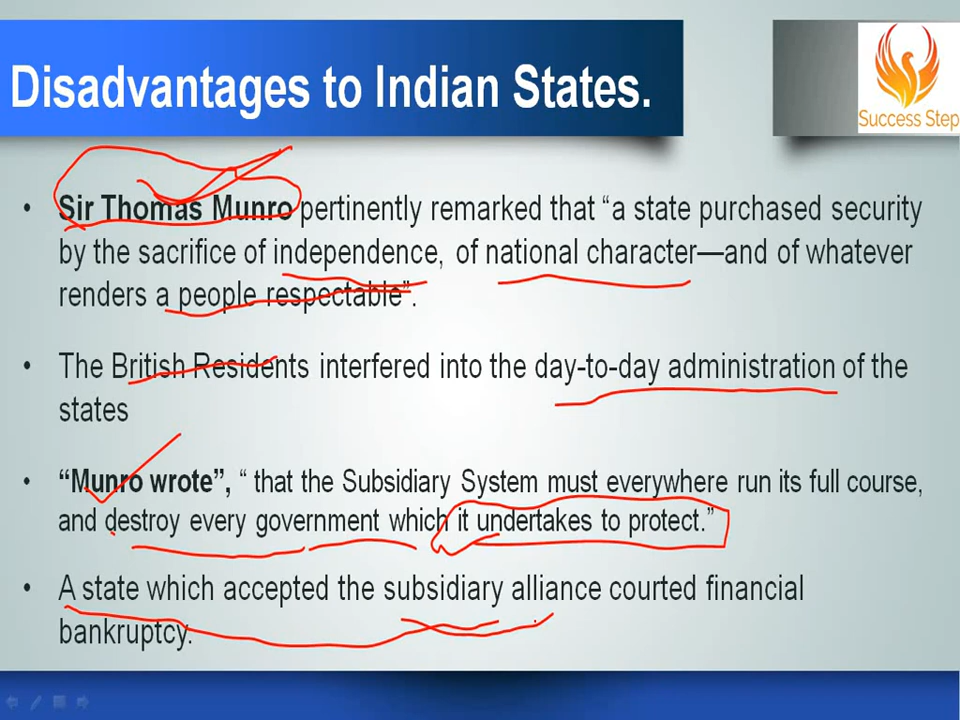 Disadvantages to Indian States.
Success Step
• Sir Thomas Munro pertinently remarked that “a state purchased security
by the sacrifice of independence, of national character—and of whatever
renders a people respectable”.
• The British Residents interfered into the day-to-day administration of the
states
• “Munro wrote”, “ that the Subsidiary System must everywhere run its full course,
and destroy every government which it undertakes to protect.”
• A state which accepted the subsidiary alliance courted financial
bankruptcy.